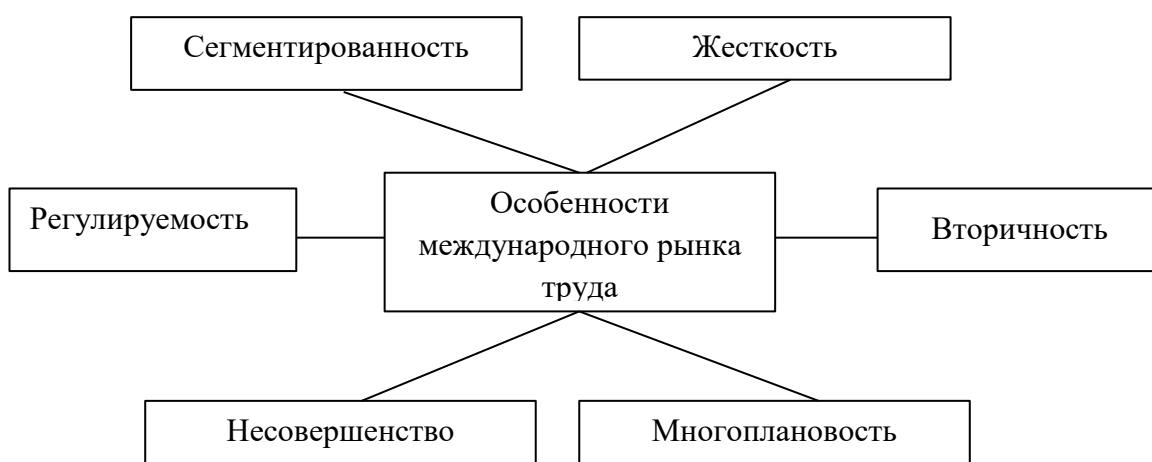 Сегментированность
Жесткость
Регулируемость
Особенности
международного рынка
труда
Вторичность
Несовершенство
Многоплановость